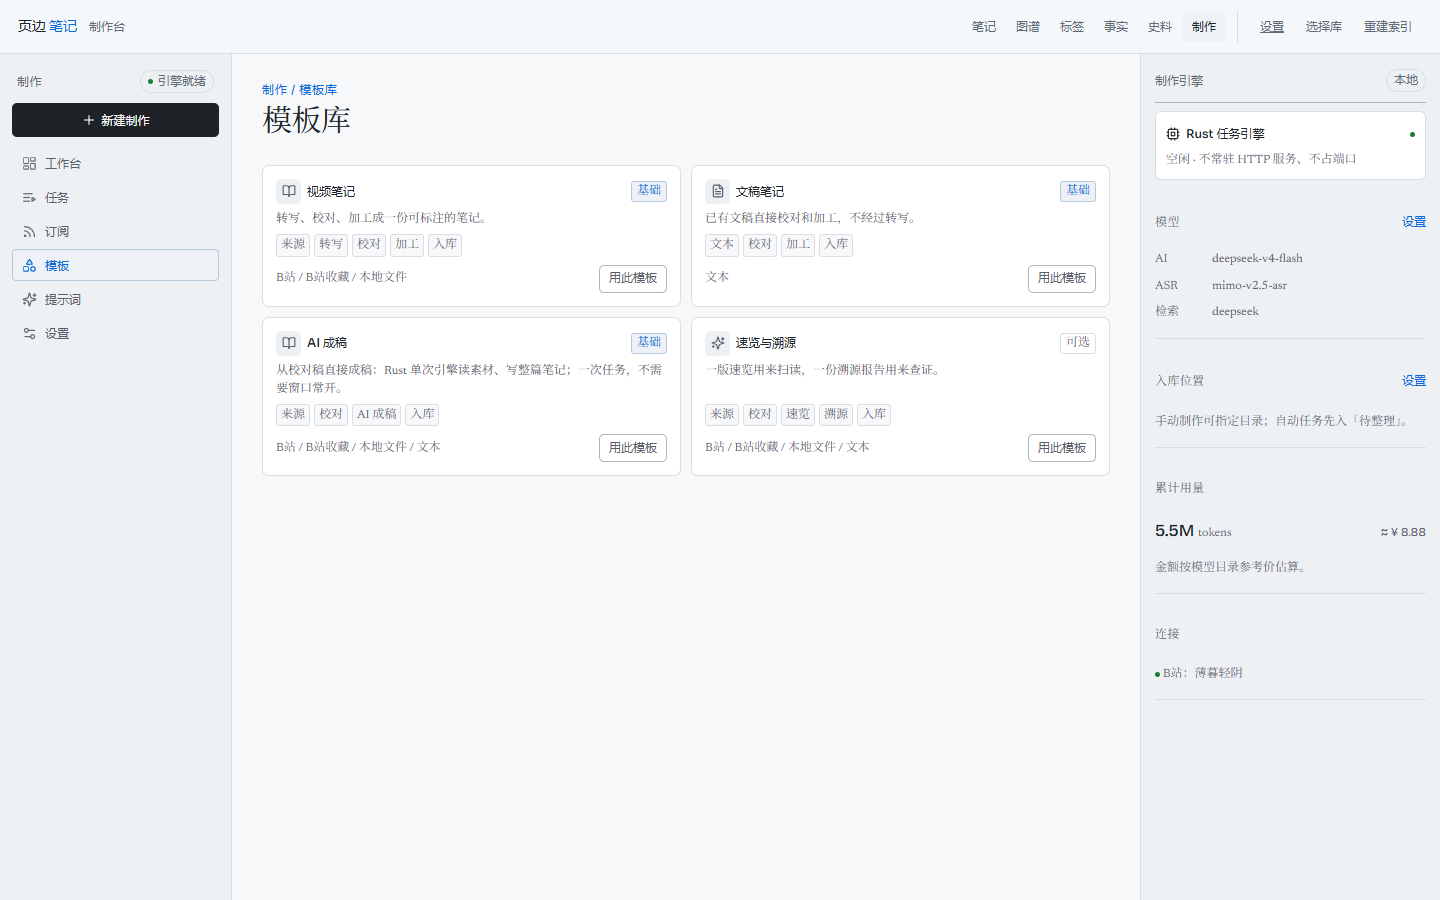 页边 笔记 制作台
笔记 图谱 标签 事实 史料 制作 设置 选择库 重建索引
制作 引擎就绪
新建制作
工作台
任务
订阅
模板
提示词
设置
制作 / 模板库
模板库
视频笔记 基础
转写、校对、加工成一份可标注的笔记。
来源 转写 校对 加工 入库
B站 / B站收藏 / 本地文件 用此模板
文稿笔记 基础
已有文稿直接校对和加工，不经过转写。
文本 校对 加工 入库
文本 用此模板
AI 成稿 基础
从校对稿直接成稿：Rust 单次引擎读素材、写整篇笔记；一次任务，不需
要窗口常开。
来源 校对 AI 成稿 入库
B站 / B站收藏 / 本地文件 / 文本 用此模板
速览与溯源 可选
一版速览用来扫读，一份溯源报告用来查证。
来源 校对 速览 溯源 入库
B站 / B站收藏 / 本地文件 / 文本 用此模板
制作引擎 本地
Rust 任务引擎
空闲 · 不常驻 HTTP 服务、不占端口
模型 设置
AI deepseek-v4-flash
ASR mimo-v2.5-asr
检索 deepseek
入库位置 设置
手动制作可指定目录；自动任务先入「待整理」。
累计用量
5.5M tokens ≈ ¥ 8.88
金额按模型目录参考价估算。
连接
B站：薄暮轻阴